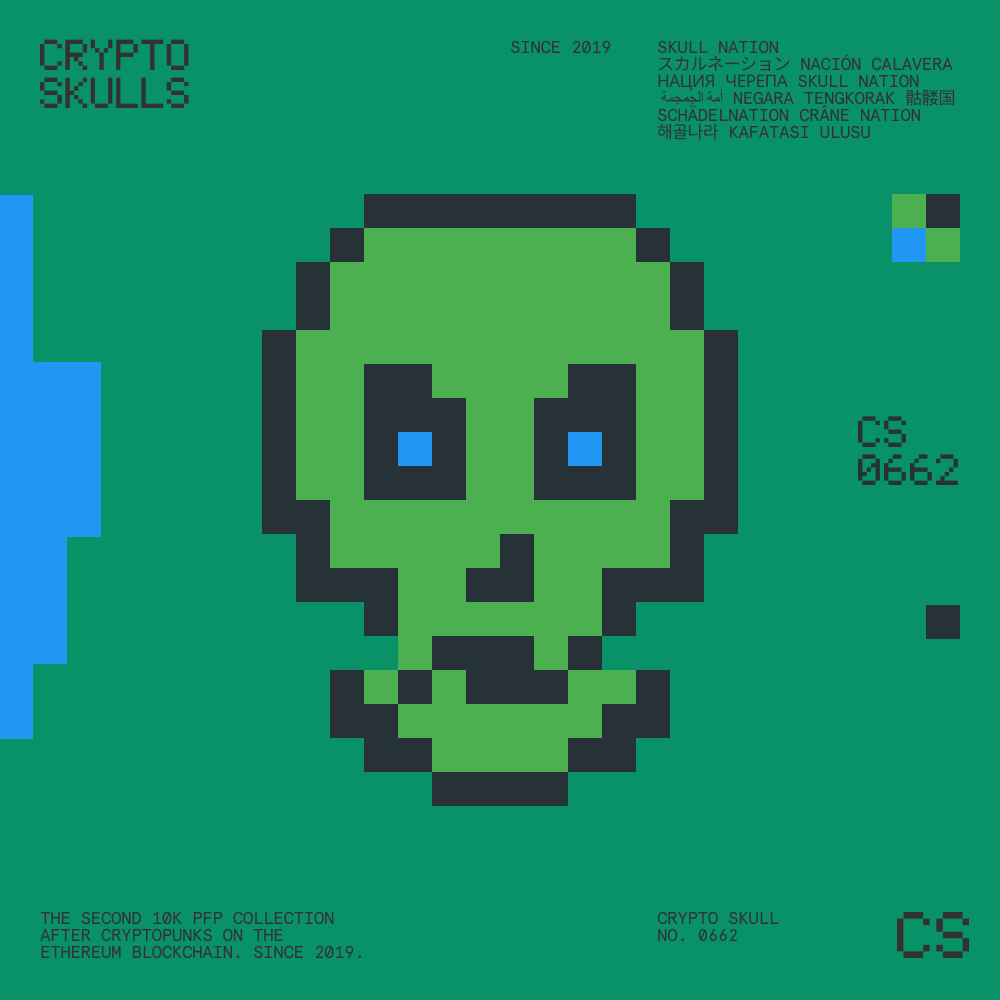 CRYPTO
SKULLS
SINCE 2019
SKULL NATION
スカルネーション NACIÓN CALAVERA
НАЦИЯ ЧЕРЕПА SKULL NATION
أمة الجمجمة NEGARA TENGKORAK 骷髅国
SCHÄDELNATION CRÂNE NATION
해골나라 KAFATASI ULUSU
CS
0662
THE SECOND 10K PFP COLLECTION
AFTER CRYPTOPUNKS ON THE
ETHEREUM BLOCKCHAIN. SINCE 2019.
CRYPTO SKULL
NO. 0662
CS